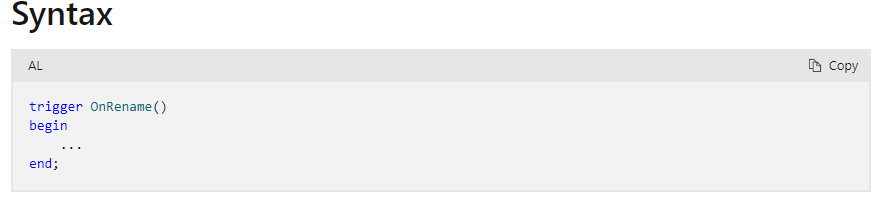 Syntax
AL Copy
trigger OnRename()
begin
    ...
end;